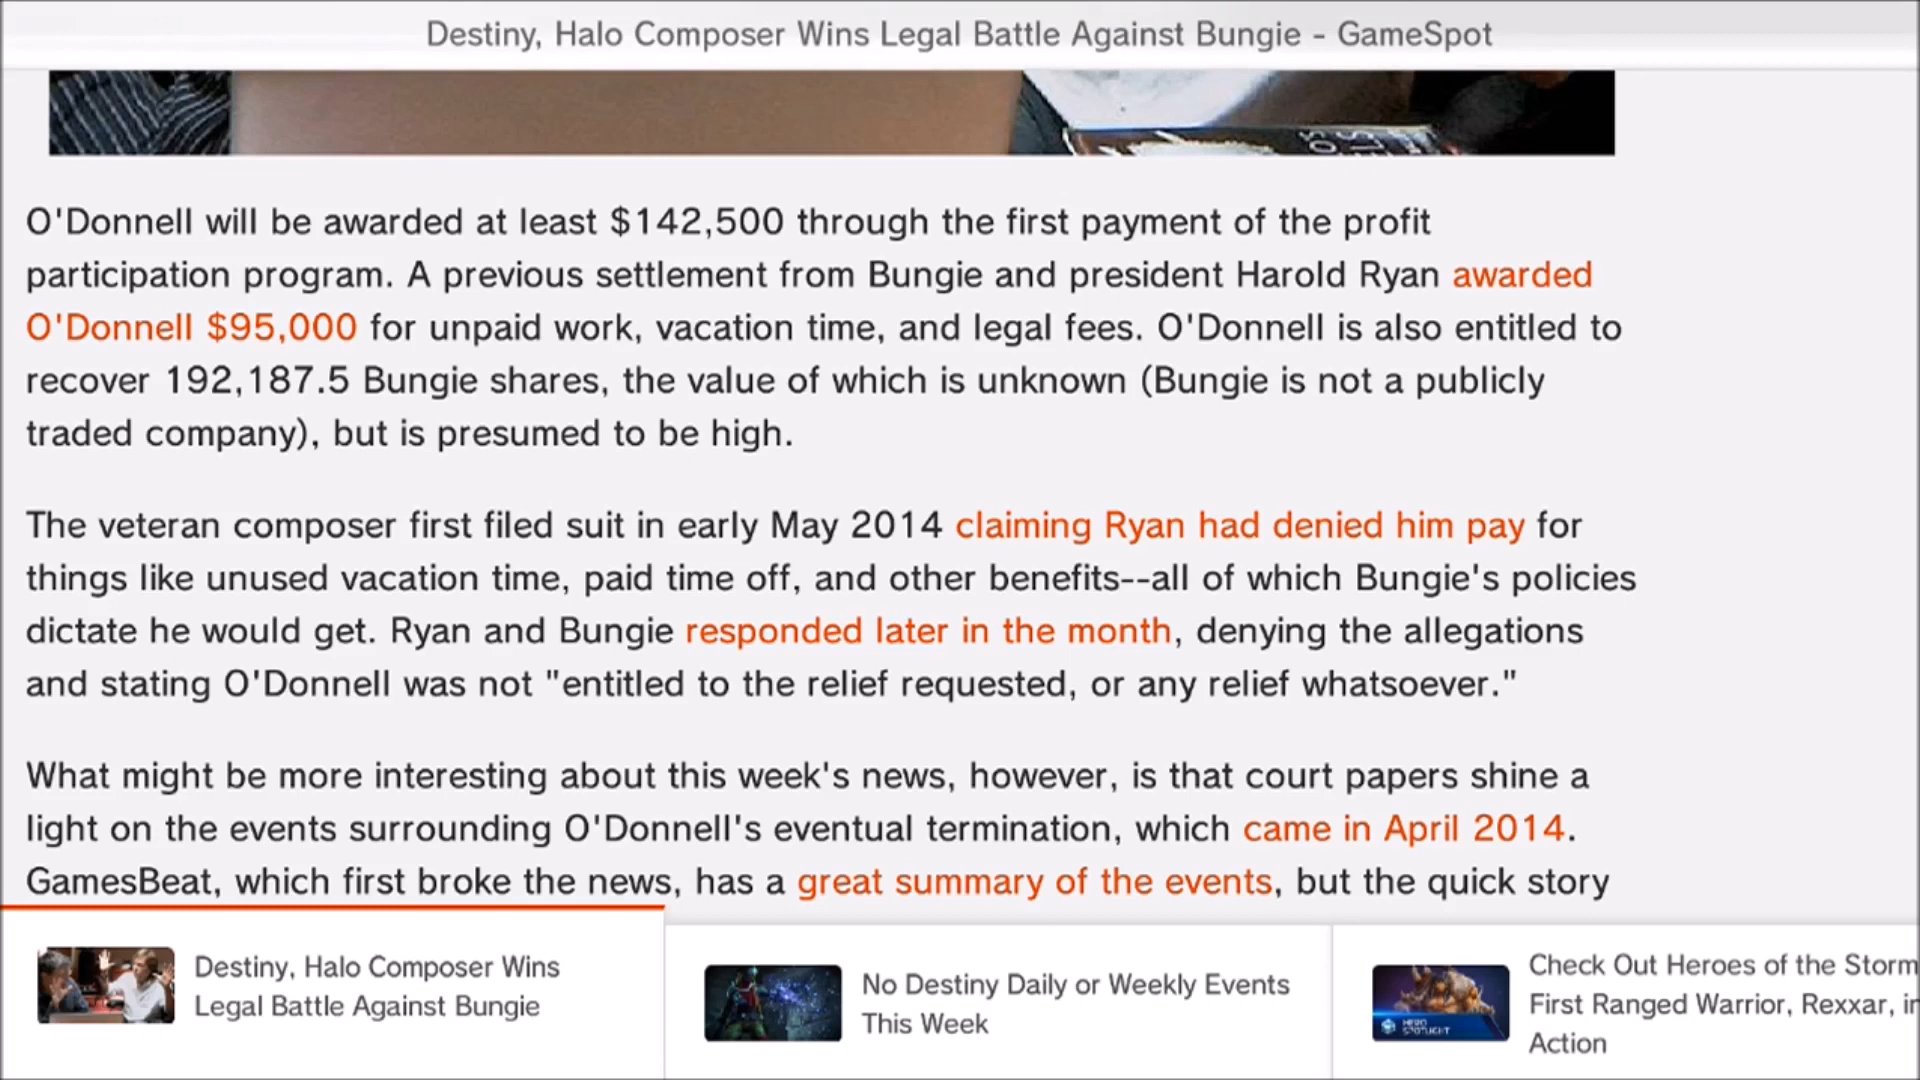 Destiny, Halo Composer Wins Legal Battle Against Bungie - GameSpot
O'Donnell will be awarded at least $142,500 through the first payment of the profit
participation program. A previous settlement from Bungie and president Harold Ryan awarded
O'Donnell $95,000 for unpaid work, vacation time, and legal fees. O'Donnell is also entitled to
recover 192,187.5 Bungie shares, the value of which is unknown (Bungie is not a publicly
traded company), but is presumed to be high.
The veteran composer first filed suit in early May 2014 claiming Ryan had denied him pay for
things like unused vacation time, paid time off, and other benefits--all of which Bungie's policies
dictate he would get. Ryan and Bungie responded later in the month, denying the allegations
and stating O'Donnell was not "entitled to the relief requested, or any relief whatsoever."
What might be more interesting about this week's news, however, is that court papers shine a
light on the events surrounding O'Donnell's eventual termination, which came in April 2014.
GamesBeat, which first broke the news, has a great summary of the events, but the quick story
Destiny, Halo Composer Wins
Legal Battle Against Bungie
No Destiny Daily or Weekly Events
This Week
HERO
SPOTLIGHT
Check Out Heroes of the Storm
First Ranged Warrior, Rexxar, in
Action